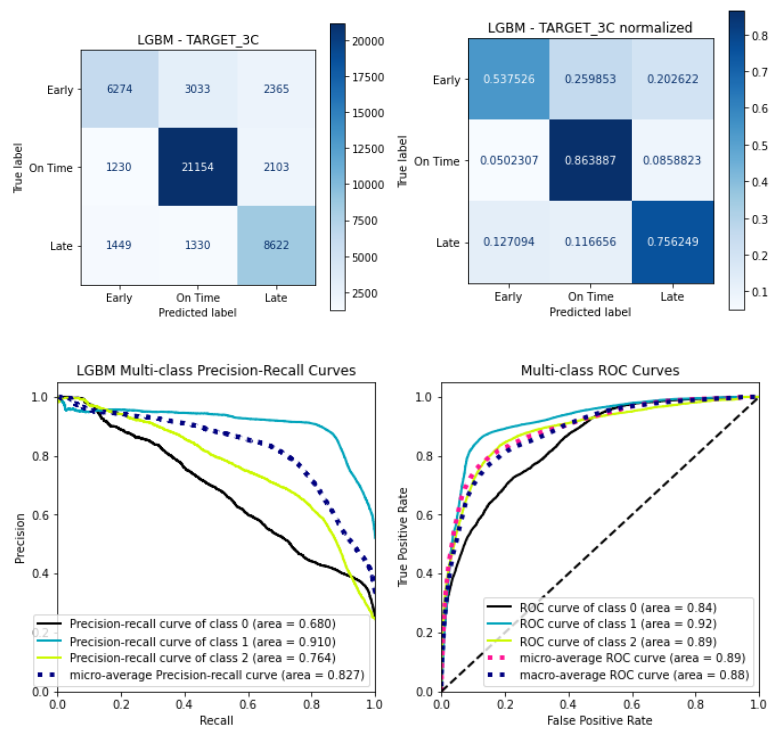 LGBM - TARGET_3C
Early
On Time
Late
True label
6274 3033 2365
1230 21154 2103
1449 1330 8622
Early On Time Late
Predicted label
20000
17500
15000
12500
10000
7500
5000
2500
LGBM - TARGET_3C normalized
Early
On Time
Late
True label
0.537526 0.259853 0.202622
0.0502307 0.863887 0.0858823
0.127094 0.116656 0.756249
Early On Time Late
Predicted label
0.8
0.7
0.6
0.5
0.4
0.3
0.2
0.1
LGBM Multi-class Precision-Recall Curves
1.0
0.8
0.6
0.4
0.2
0.0
Precision
Precision-recall curve of class 0 (area = 0.680)
Precision-recall curve of class 1 (area = 0.910)
Precision-recall curve of class 2 (area = 0.764)
micro-average Precision-recall curve (area = 0.827)
0.0 0.2 0.4 0.6 0.8 1.0
Recall
Multi-class ROC Curves
1.0
0.8
0.6
0.4
0.2
0.0
True Positive Rate
ROC curve of class 0 (area = 0.84)
ROC curve of class 1 (area = 0.92)
ROC curve of class 2 (area = 0.89)
micro-average ROC curve (area = 0.89)
macro-average ROC curve (area = 0.88)
0.0 0.2 0.4 0.6 0.8 1.0
False Positive Rate